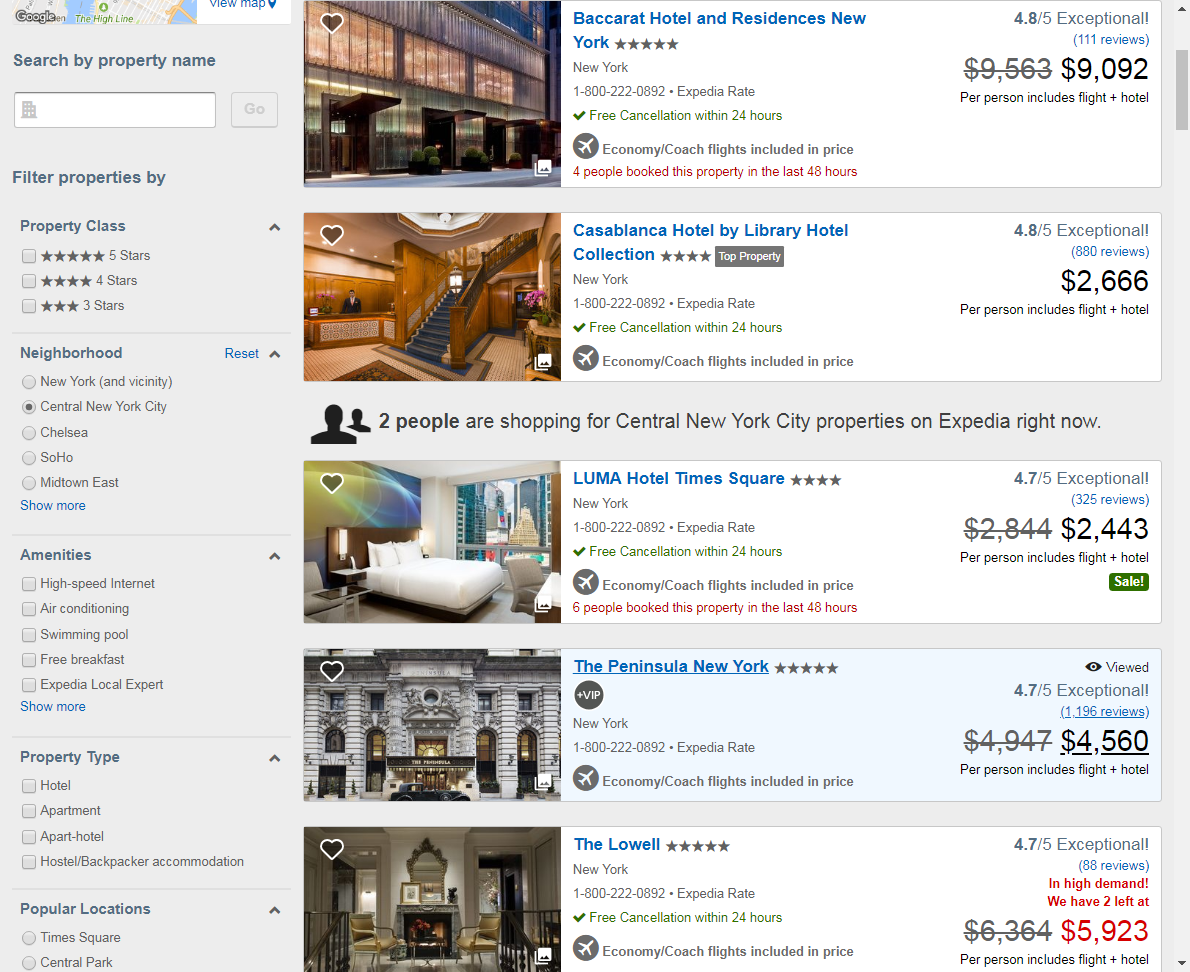 Google
The High Line
View map
Search by property name
Go
Filter properties by
Property Class
★★★★★ 5 Stars
★★★★ 4 Stars
★★★ 3 Stars
Neighborhood Reset
New York (and vicinity)
Central New York City
Chelsea
SoHo
Midtown East
Show more
Amenities
High-speed Internet
Air conditioning
Swimming pool
Free breakfast
Expedia Local Expert
Show more
Property Type
Hotel
Apartment
Apart-hotel
Hostel/Backpacker accommodation
Popular Locations
Times Square
Central Park
Baccarat Hotel and Residences New
York ★★★★★
New York
1-800-222-0892 • Expedia Rate
Free Cancellation within 24 hours
Economy/Coach flights included in price
4 people booked this property in the last 48 hours
4.8/5 Exceptional!
(111 reviews)
$9,563 $9,092
Per person includes flight + hotel
Casablanca Hotel by Library Hotel
Collection ★★★★ Top Property
New York
1-800-222-0892 • Expedia Rate
Free Cancellation within 24 hours
Economy/Coach flights included in price
4.8/5 Exceptional!
(880 reviews)
$2,666
Per person includes flight + hotel
2 people are shopping for Central New York City properties on Expedia right now.
LUMA Hotel Times Square ★★★★
New York
1-800-222-0892 • Expedia Rate
Free Cancellation within 24 hours
Economy/Coach flights included in price
6 people booked this property in the last 48 hours
4.7/5 Exceptional!
(325 reviews)
$2,844 $2,443
Per person includes flight + hotel
Sale!
THE PENINSULA
The Peninsula New York ★★★★★
+VIP
New York
1-800-222-0892 • Expedia Rate
Economy/Coach flights included in price
Viewed
4.7/5 Exceptional!
(1,196 reviews)
$4,947 $4,560
Per person includes flight + hotel
The Lowell ★★★★★
New York
1-800-222-0892 • Expedia Rate
Free Cancellation within 24 hours
Economy/Coach flights included in price
4.7/5 Exceptional!
(88 reviews)
In high demand!
We have 2 left at
$6,364 $5,923
Per person includes flight + hotel